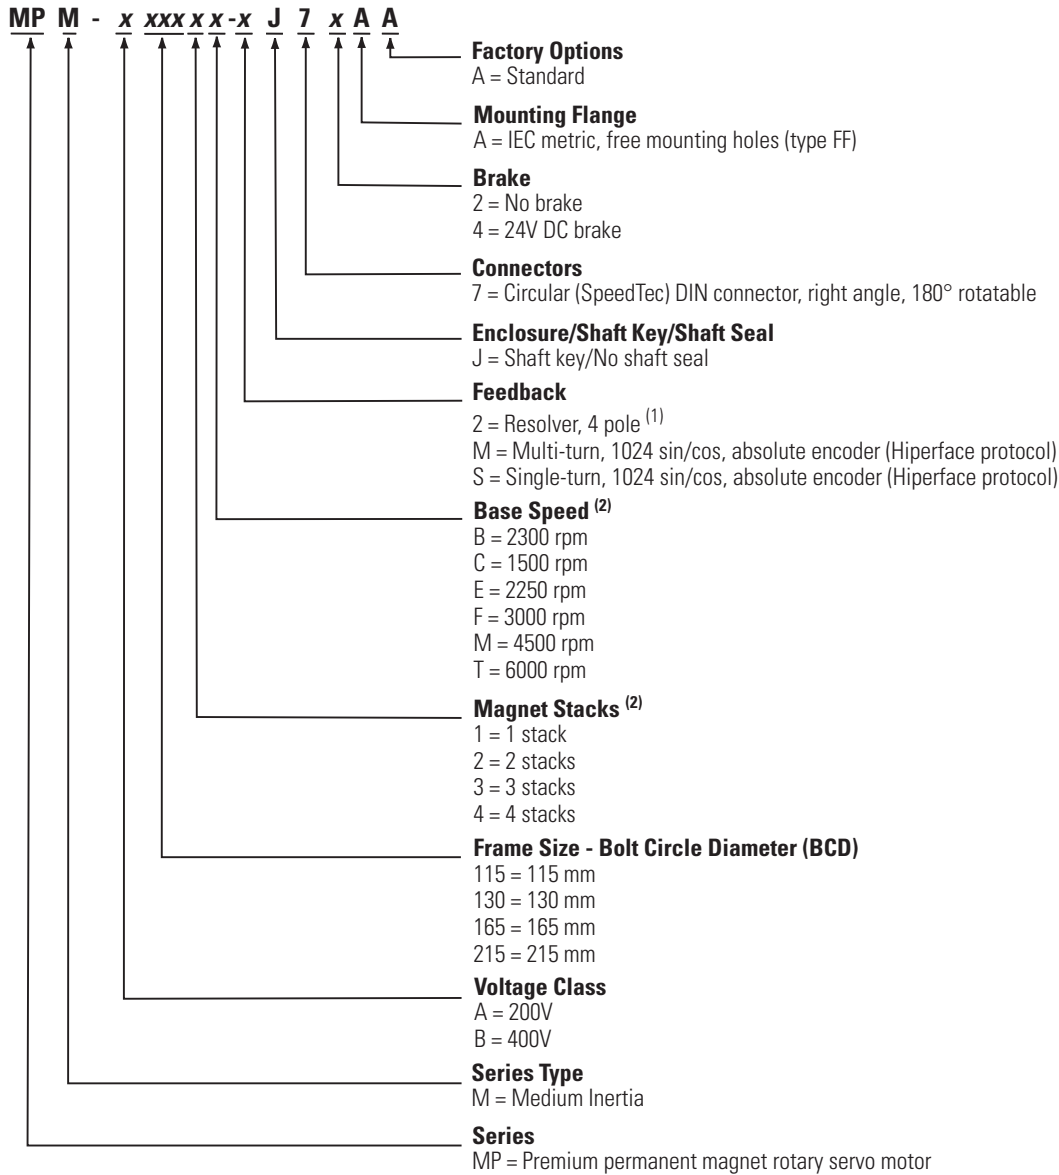 MP M - x xxx x x - x J 7 x A A
Factory Options
A = Standard
Mounting Flange
A = IEC metric, free mounting holes (type FF)
Brake
2 = No brake
4 = 24V DC brake
Connectors
7 = Circular (SpeedTec) DIN connector, right angle, 180° rotatable
Enclosure/Shaft Key/Shaft Seal
J = Shaft key/No shaft seal
Feedback
2 = Resolver, 4 pole (1)
M = Multi-turn, 1024 sin/cos, absolute encoder (Hiperface protocol)
S = Single-turn, 1024 sin/cos, absolute encoder (Hiperface protocol)
Base Speed (2)
B = 2300 rpm
C = 1500 rpm
E = 2250 rpm
F = 3000 rpm
M = 4500 rpm
T = 6000 rpm
Magnet Stacks (2)
1 = 1 stack
2 = 2 stacks
3 = 3 stacks
4 = 4 stacks
Frame Size - Bolt Circle Diameter (BCD)
115 = 115 mm
130 = 130 mm
165 = 165 mm
215 = 215 mm
Voltage Class
A = 200V
B = 400V
Series Type
M = Medium Inertia
Series
MP = Premium permanent magnet rotary servo motor